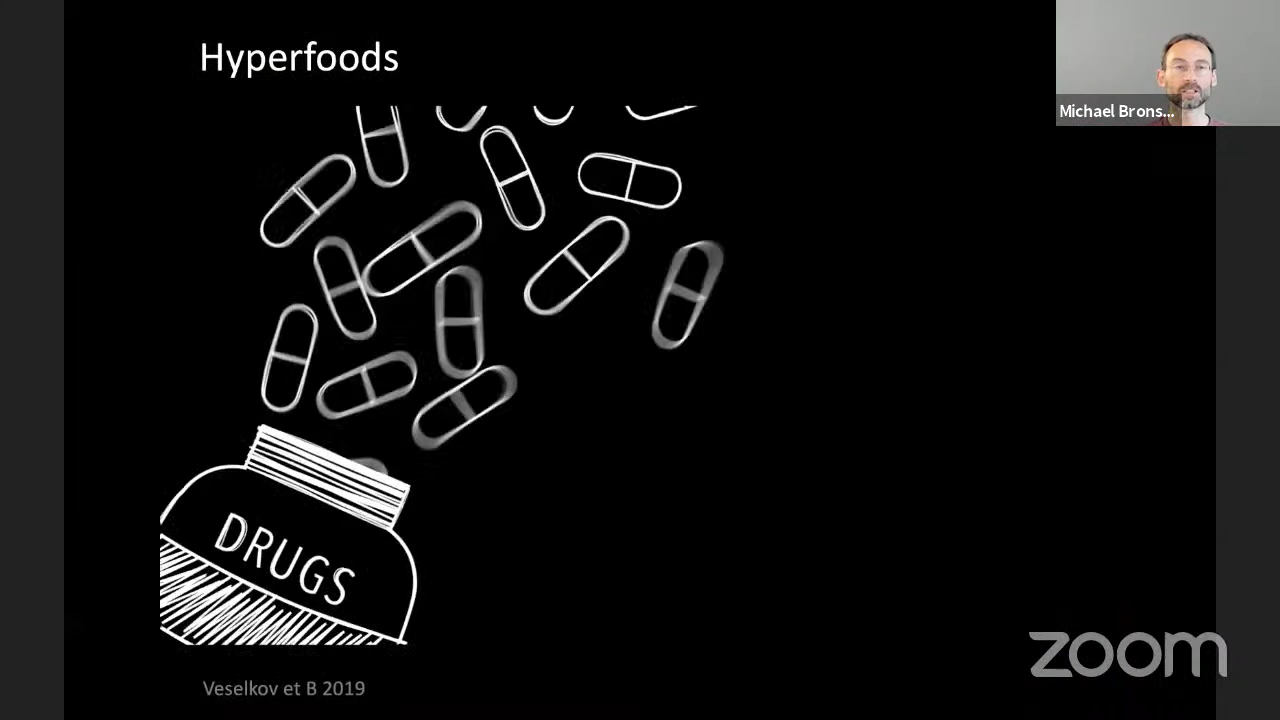 Hyperfoods
Michael Brons...
DRUGS
zoom
Veselkov et B 2019